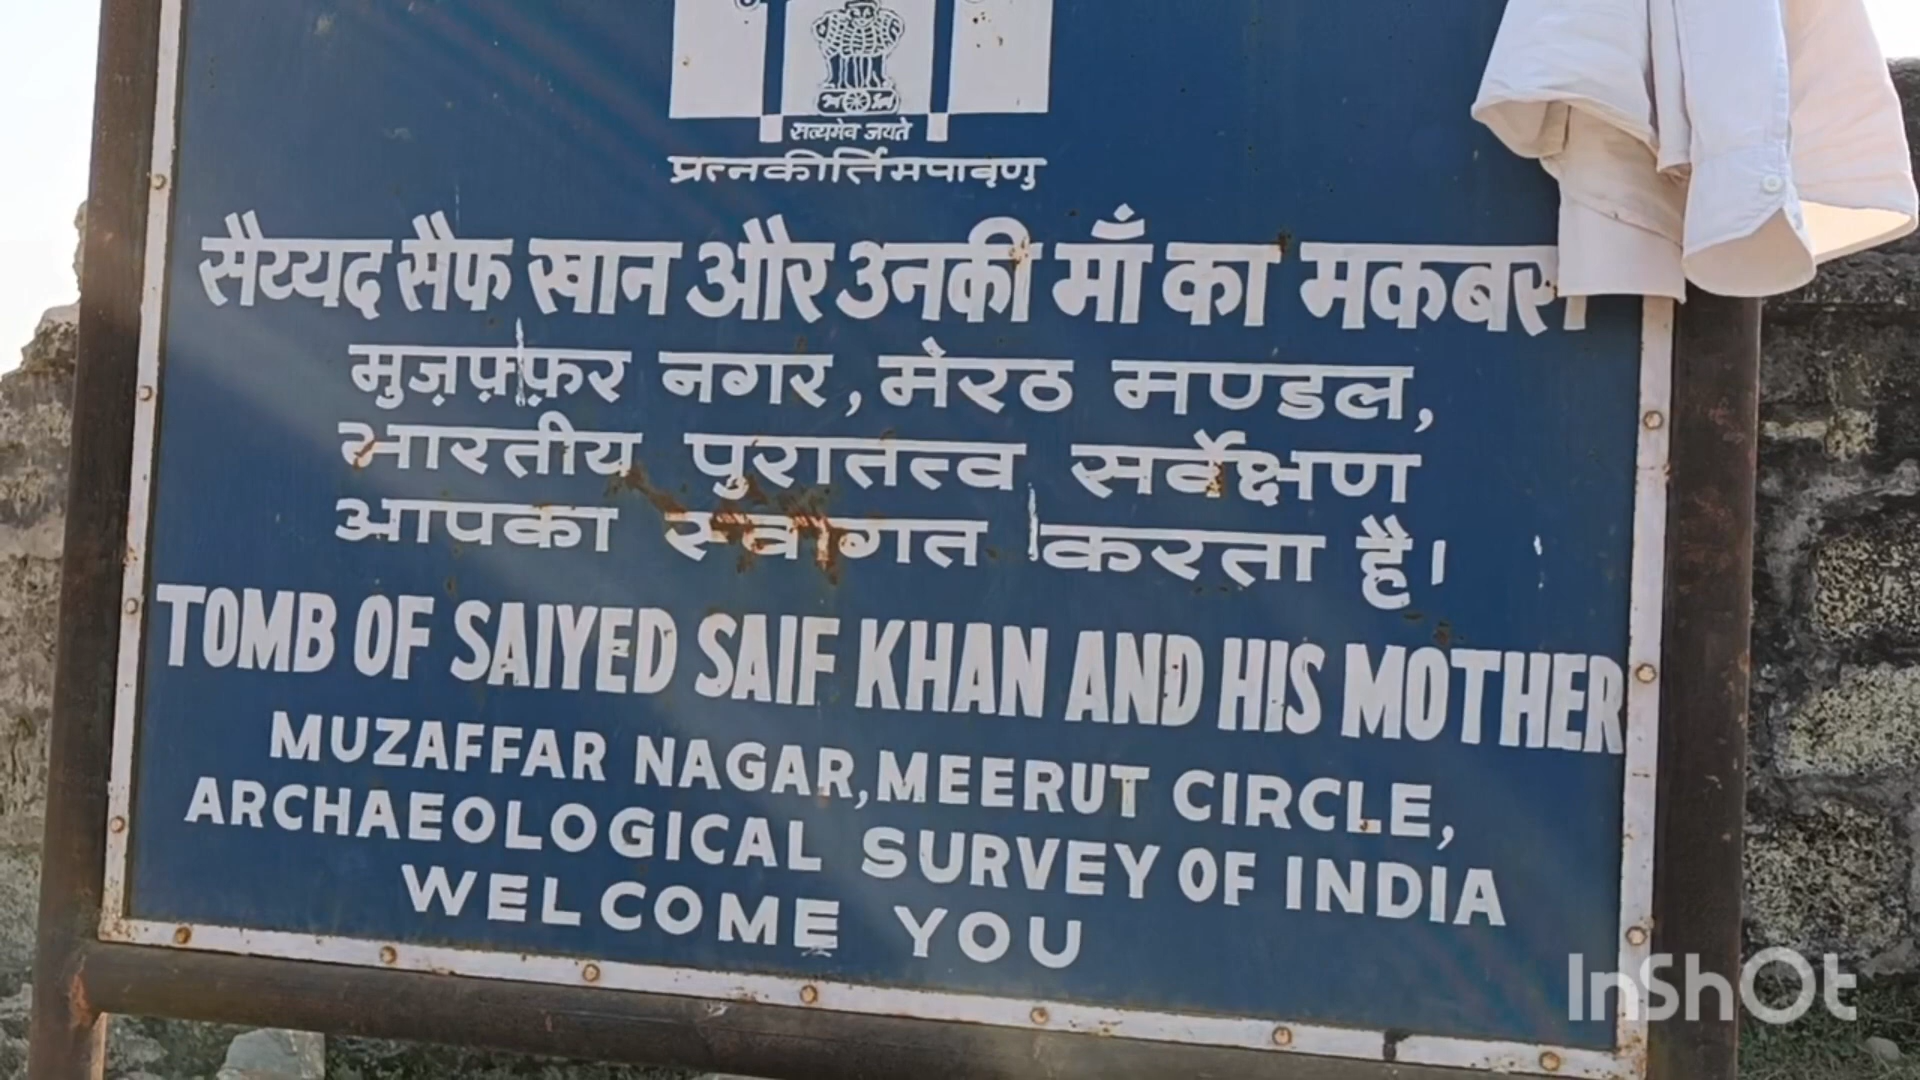 सत्यमेव जयते
प्रत्नकीर्तिमपावृणु
सैय्यद सैफ खान और उनकी माँ का मकबरा
मुज़फ़्फ़र नगर, मेरठ मण्डल,
भारतीय पुरातत्व सर्वेक्षण
आपका स्वागत करता है।
TOMB OF SAIYED SAIF KHAN AND HIS MOTHER
MUZAFFAR NAGAR, MEERUT CIRCLE,
ARCHAEOLOGICAL SURVEY OF INDIA
WELCOME YOU
InShOt